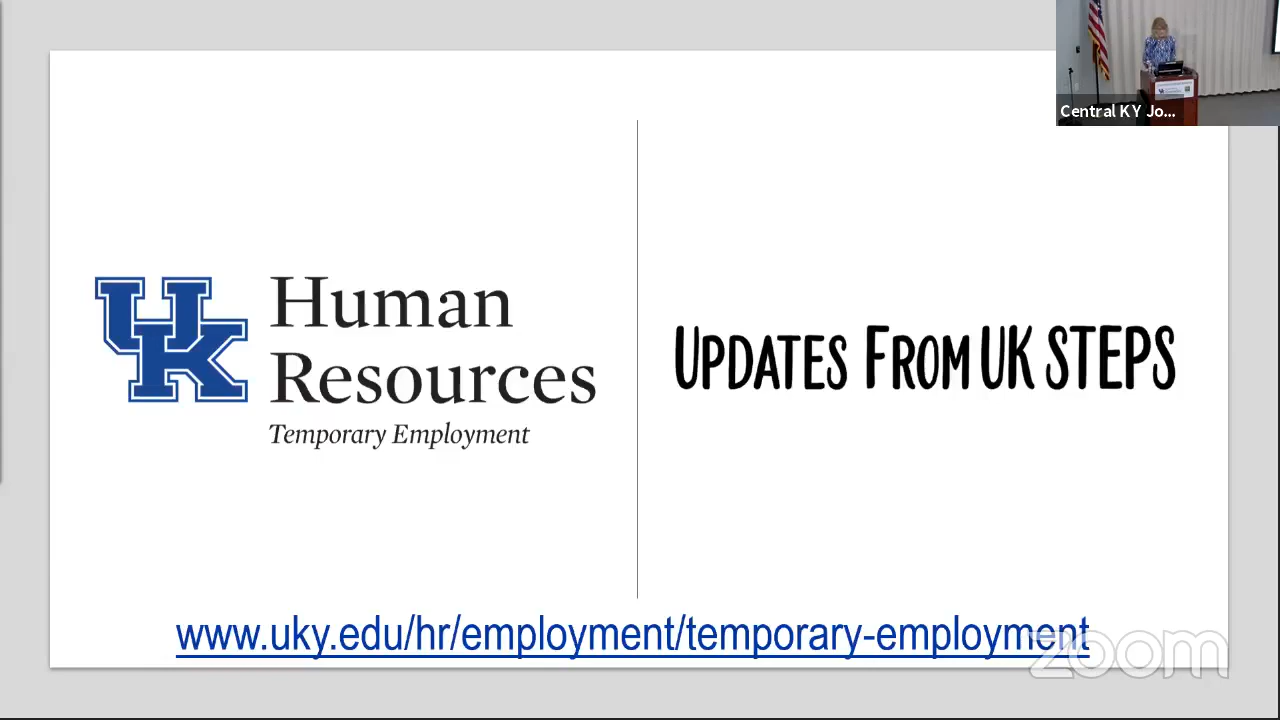 Central KY Jo...
UK
Human
Resources
Temporary Employment
UPDATES FROM UK STEPS
www.uky.edu/hr/employment/temporary-employment
zoom